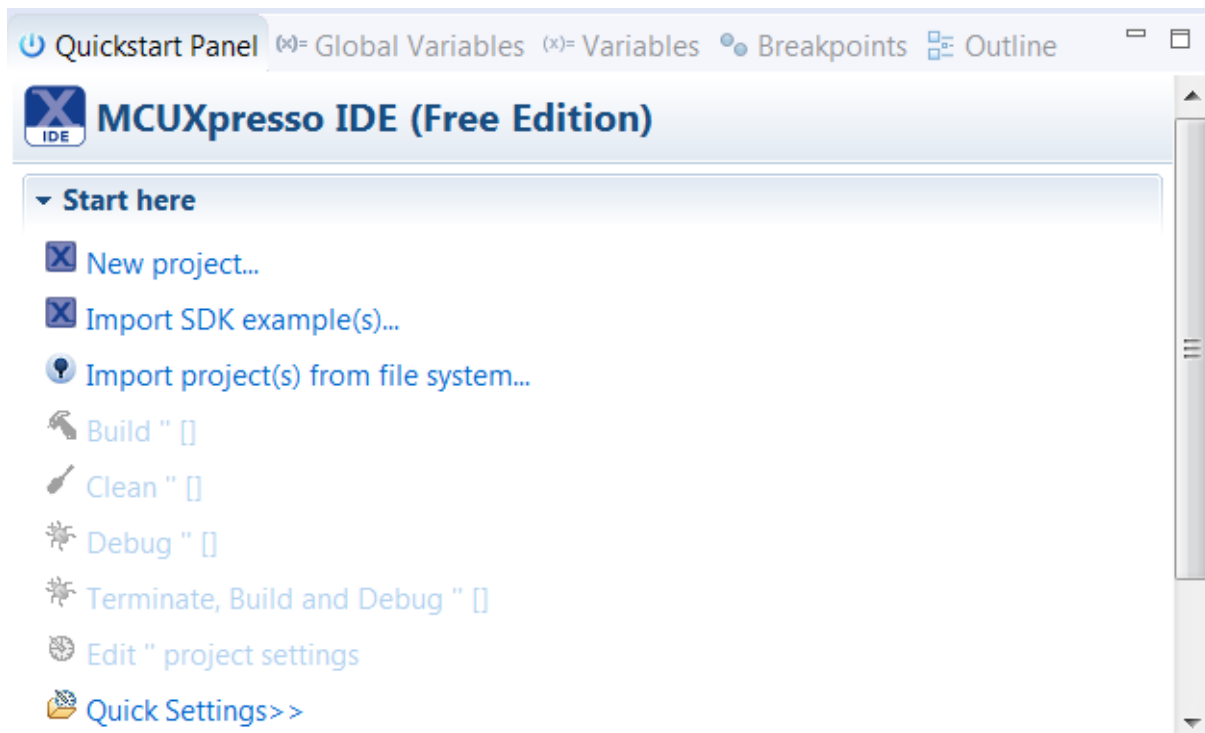 Quickstart Panel (x)= Global Variables (x)= Variables Breakpoints Outline
X
IDE
MCUXpresso IDE (Free Edition)
Start here
X New project...
X Import SDK example(s)...
Import project(s) from file system...
Build '' []
Clean '' []
Debug '' []
Terminate, Build and Debug '' []
Edit '' project settings
Quick Settings>>